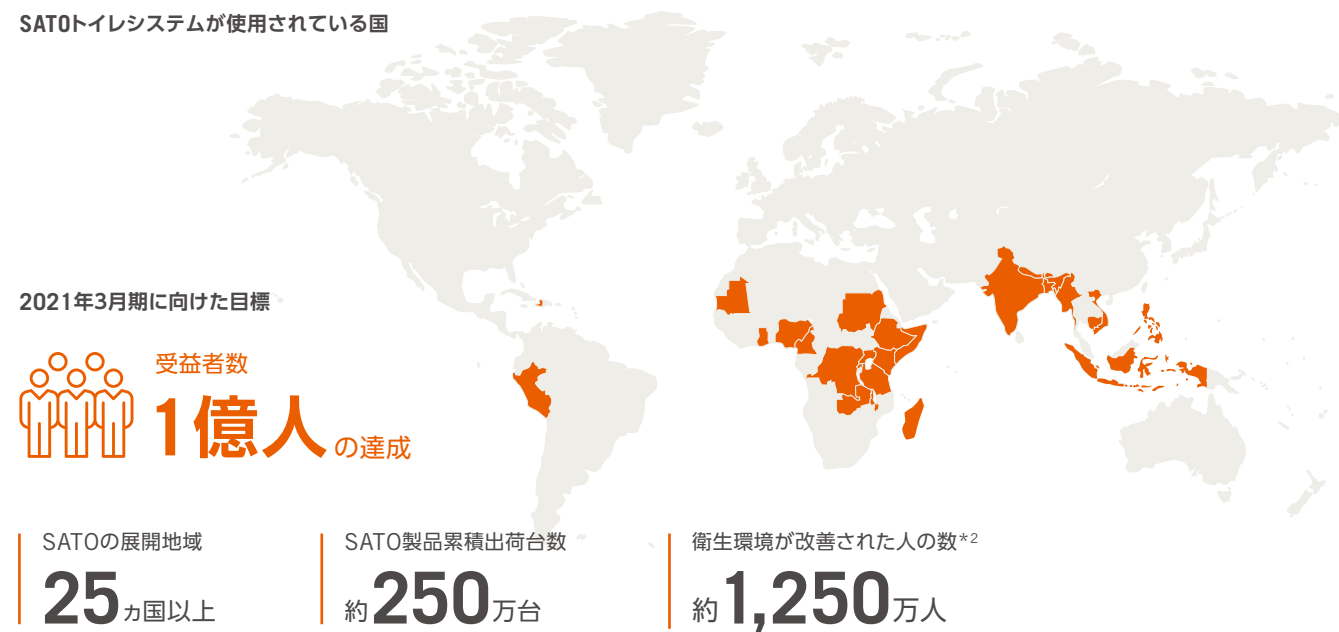 SATOトイレシステムが使用されている国
2021年3月期に向けた目標
受益者数
1億人の達成
SATOの展開地域
25ヵ国以上
SATO製品累積出荷台数
約250万台
衛生環境が改善された人の数*2
約1,250万人